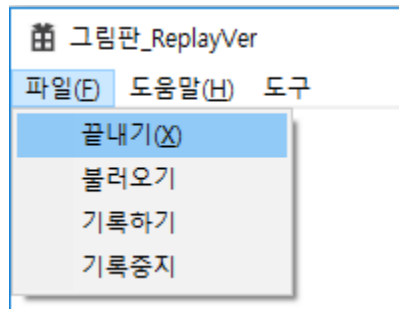 그림판_ReplayVer
파일(F) 도움말(H) 도구
끝내기(X)
불러오기
기록하기
기록중지